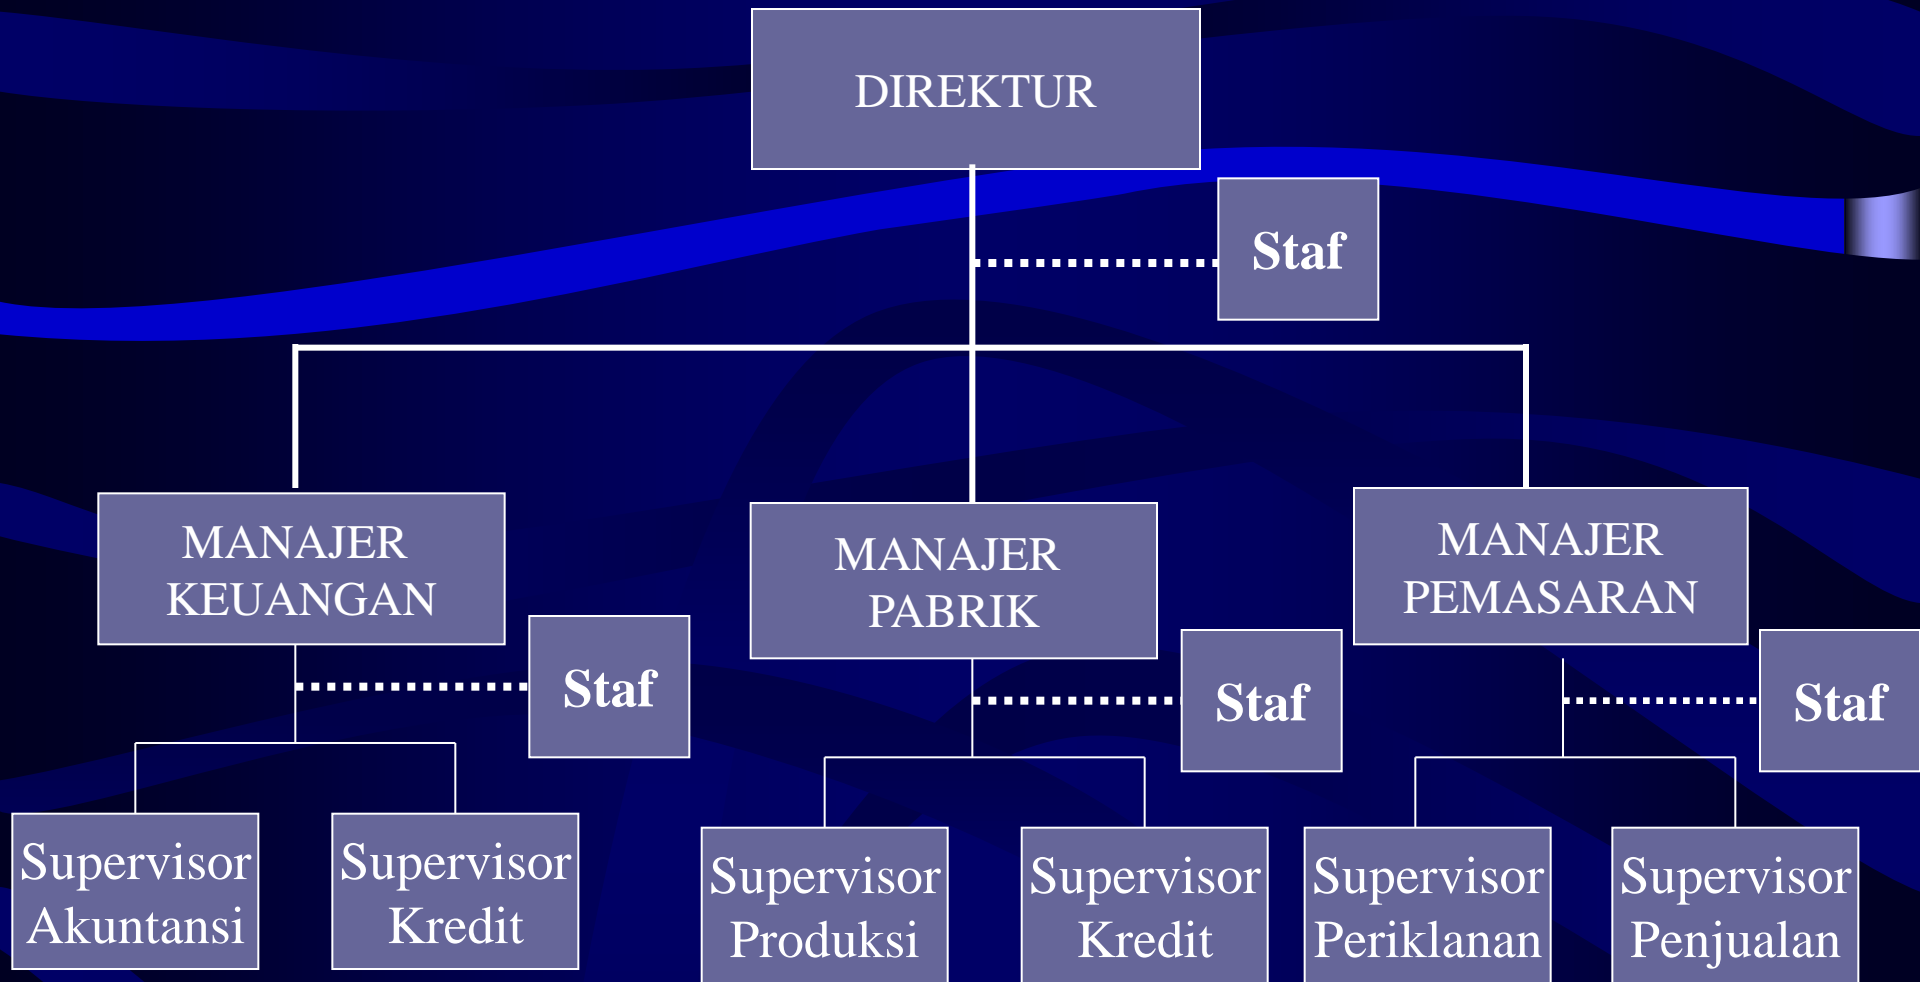 DIREKTUR
Staf
MANAJER
KEUANGAN
MANAJER
PABRIK
MANAJER
PEMASARAN
Staf
Staf
Staf
Supervisor
Akuntansi
Supervisor
Kredit
Supervisor
Produksi
Supervisor
Kredit
Supervisor
Periklanan
Supervisor
Penjualan